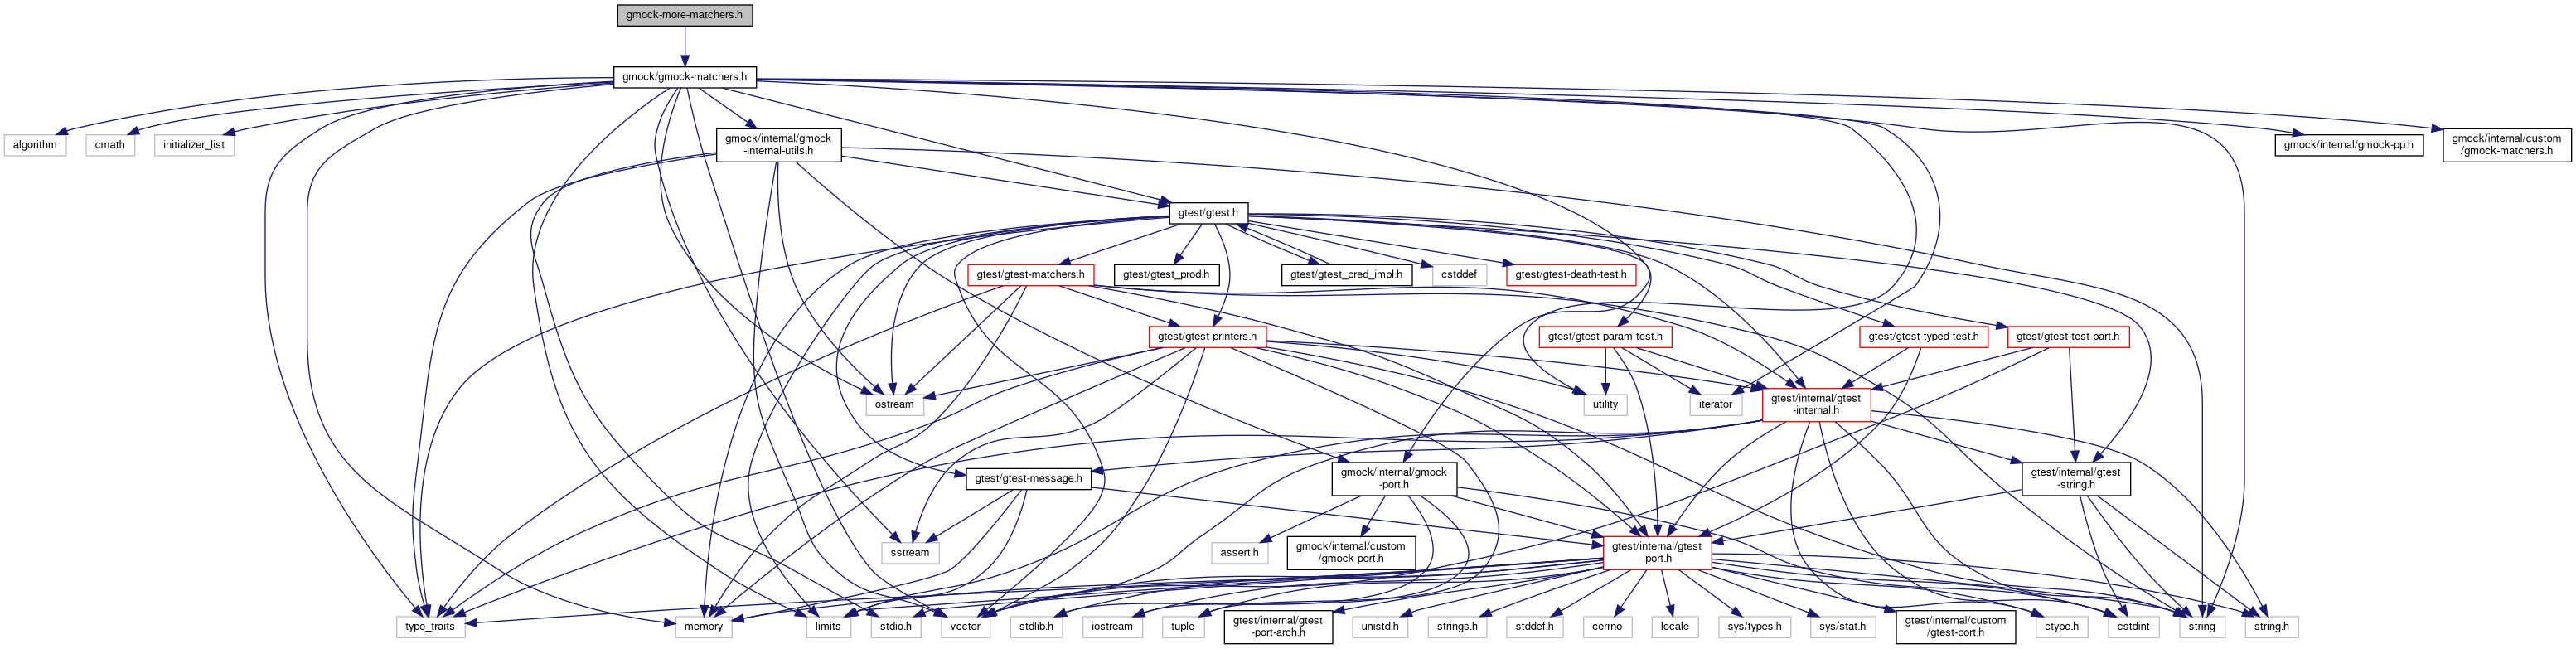 gmock-more-matchers.h
gmock/gmock-matchers.h
algorithm
cmath
initializer_list
gmock/internal/gmock
-internal-utils.h
gmock/internal/gmock-pp.h
gmock/internal/custom
/gmock-matchers.h
gtest/gtest.h
gtest/gtest-matchers.h
gtest/gtest_prod.h
gtest/gtest_pred_impl.h
cstddef
gtest/gtest-death-test.h
gtest/gtest-printers.h
gtest/gtest-param-test.h
gtest/gtest-typed-test.h
gtest/gtest-test-part.h
ostream
utility
iterator
gtest/internal/gtest
-internal.h
gtest/gtest-message.h
gmock/internal/gmock
-port.h
gtest/internal/gtest
-string.h
sstream
assert.h
gmock/internal/custom
/gmock-port.h
gtest/internal/gtest
-port.h
type_traits
memory
limits
stdio.h
vector
stdlib.h
iostream
tuple
gtest/internal/gtest
-port-arch.h
unistd.h
strings.h
stddef.h
cerrno
locale
sys/types.h
sys/stat.h
gtest/internal/custom
/gtest-port.h
ctype.h
cstdint
string
string.h